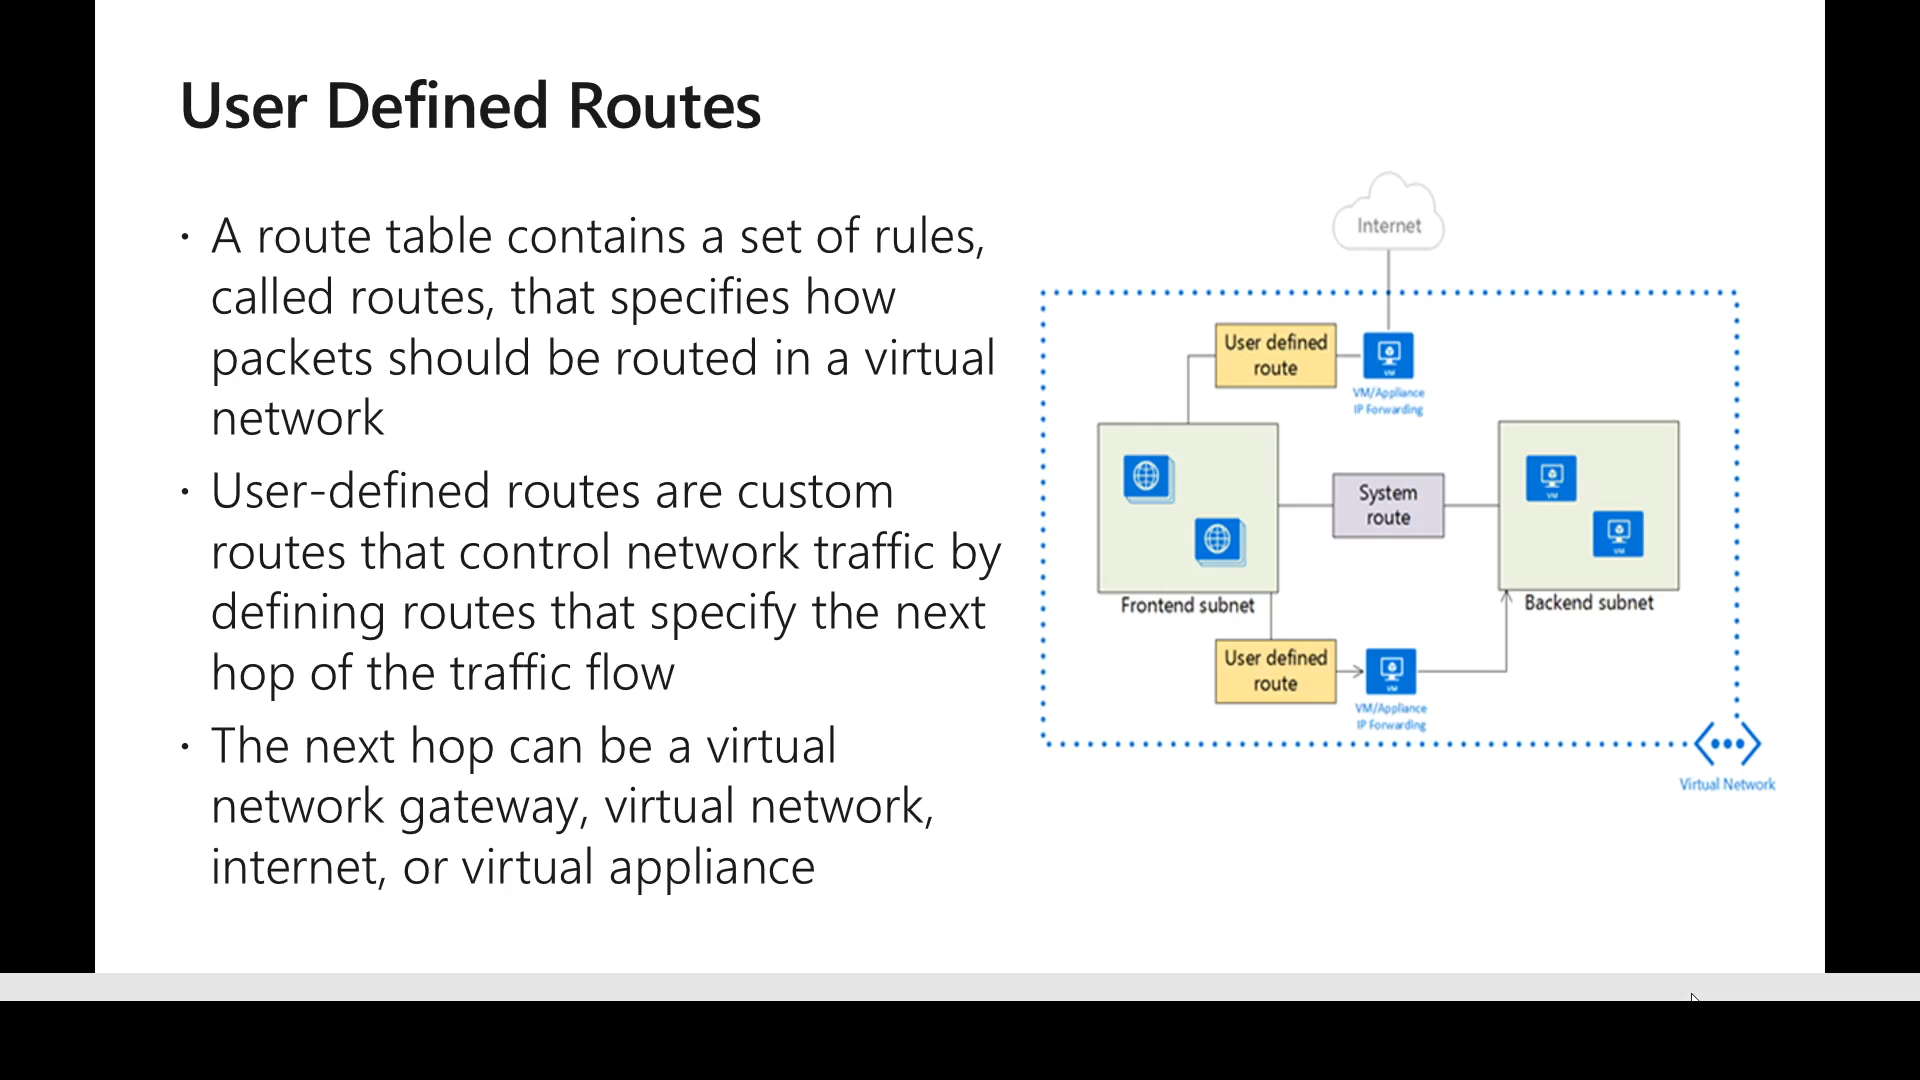 User Defined Routes
· A route table contains a set of rules,
called routes, that specifies how
packets should be routed in a virtual
network
· User-defined routes are custom
routes that control network traffic by
defining routes that specify the next
hop of the traffic flow
· The next hop can be a virtual
network gateway, virtual network,
internet, or virtual appliance
Internet
User defined
route
VM
VM/Appliance
IP Forwarding
System
route
VM
VM
Frontend subnet
Backend subnet
User defined
route
VM
VM/Appliance
IP Forwarding
Virtual Network